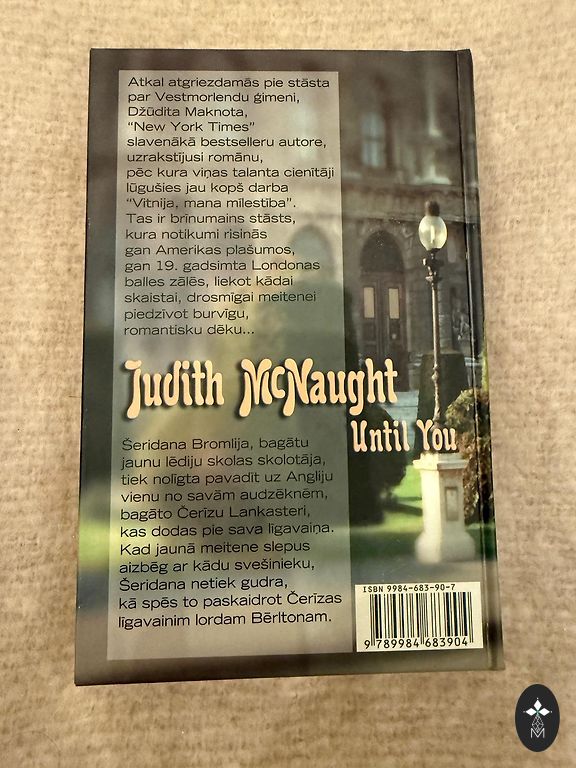 Atkal atgriezdamās pie stāsta
par Vestmorlendu ģimeni,
Džūdita Maknota,
“New York Times”
slavenākā bestselleru autore,
uzrakstījusi romānu,
pēc kura viņas talanta cienītāji
lūgušies jau kopš darba
“Vitnija, mana mīlestība”.
Tas ir brīnumains stāsts,
kura notikumi risinās
gan Amerikas plašumos,
gan 19. gadsimta Londonas
balles zālēs, liekot kādai
skaistai, drosmīgai meitenei
piedzīvot burvīgu,
romantisku dēku...
Judith McNaught
Until You
Šeridana Bromlija, bagātu
jaunu lēdiju skolas skolotāja,
tiek nolīgta pavadīt uz Angliju
vienu no savām audzēknēm,
bagāto Čerīzu Lankasteri,
kas dodas pie sava līgavaiņa.
Kad jaunā meitene slepus
aizbēg ar kādu svešinieku,
Šeridana netiek gudra,
kā spēs to paskaidrot Čerīzas
līgavainim lordam Bērltonam.
ISBN 9984-683-90-7
9 789984 683904
M